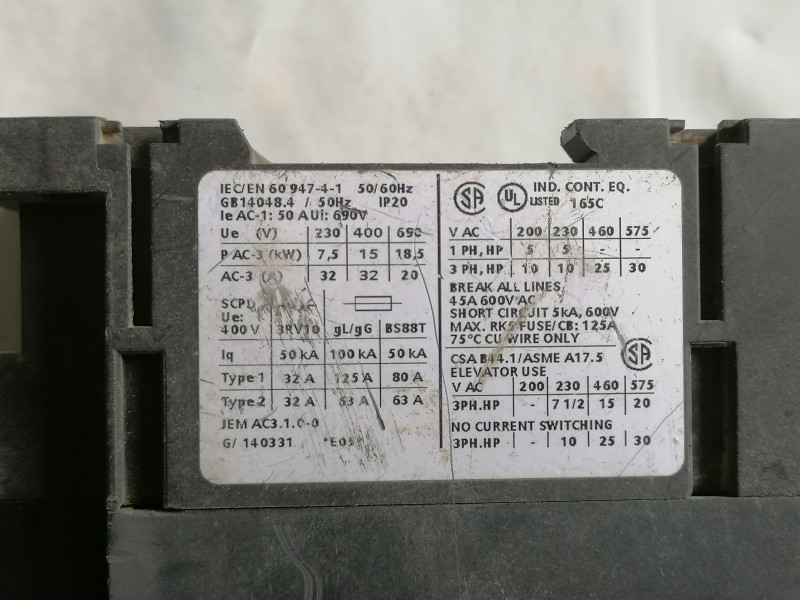 IEC/EN 60 947-4-1 50/60Hz
GB14048.4 / 50Hz IP20
Ie AC-1: 50 A Ui: 690V
Ue (V) 230 400 690
P AC-3 (kW) 7,5 15 18,5
AC-3 (A) 32 32 20
SCPD
Ue:
400 V 3RV10 gL/gG BS88T
Iq 50 kA 100 kA 50 kA
Type 1 32 A 125 A 80 A
Type 2 32 A 63 A 63 A
JEM AC3.1.0-0
G/ 140331 *E05*
SA UL LISTED IND. CONT. EQ.
165C
V AC 200 230 460 575
1 PH, HP 5 5 - -
3 PH, HP 10 10 25 30
BREAK ALL LINES
45A 600V AC
SHORT CIRCUIT 5kA, 600V
MAX. RK5 FUSE/CB: 125A
75°C CU WIRE ONLY
CSA B44.1/ASME A17.5 SA
ELEVATOR USE
V AC 200 230 460 575
3PH.HP - 7 1/2 15 20
NO CURRENT SWITCHING
3PH.HP - 10 25 30